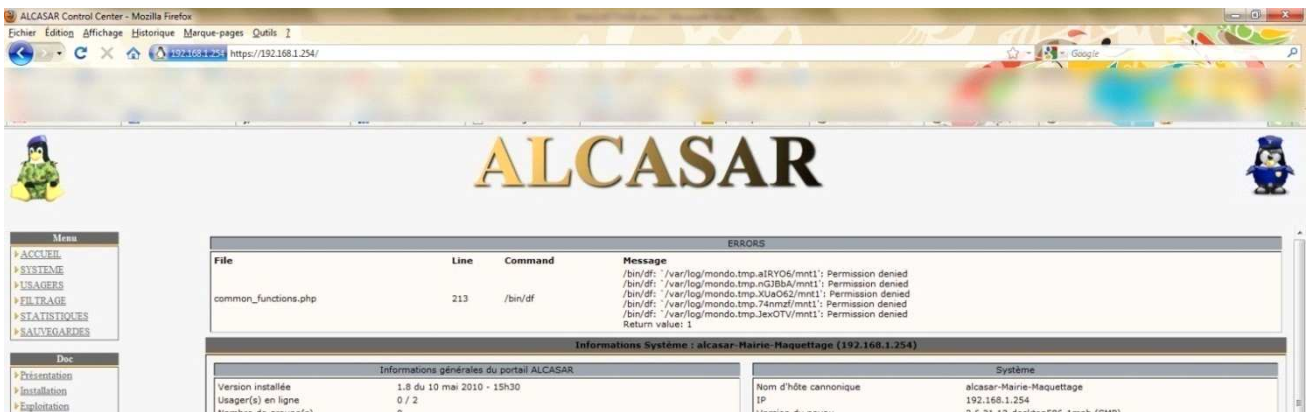 ALCASAR Control Center - Mozilla Firefox
Fichier Édition Affichage Historique Marque-pages Outils ?
192.168.1.254 https://192.168.1.254/
Google
ALCASAR
Menu
ACCUEIL
SYSTEME
USAGERS
FILTRAGE
STATISTIQUES
SAUVEGARDES
Doc
Présentation
Installation
Exploitation
ERRORS
File Line Command Message
common_functions.php 213 /bin/df
/bin/df: `/var/log/mondo.tmp.aIRYO6/mnt1': Permission denied
/bin/df: `/var/log/mondo.tmp.nGJBbA/mnt1': Permission denied
/bin/df: `/var/log/mondo.tmp.XUaO62/mnt1': Permission denied
/bin/df: `/var/log/mondo.tmp.74nmzf/mnt1': Permission denied
/bin/df: `/var/log/mondo.tmp.JexOTV/mnt1': Permission denied
Return value: 1
Informations Système : alcasar-Mairie-Maquettage (192.168.1.254)
Informations générales du portail ALCASAR
Version installée 1.8 du 10 mai 2010 - 15h30
Usager(s) en ligne 0 / 2
Système
Nom d'hôte cannonique alcasar-Mairie-Maquettage
IP 192.168.1.254